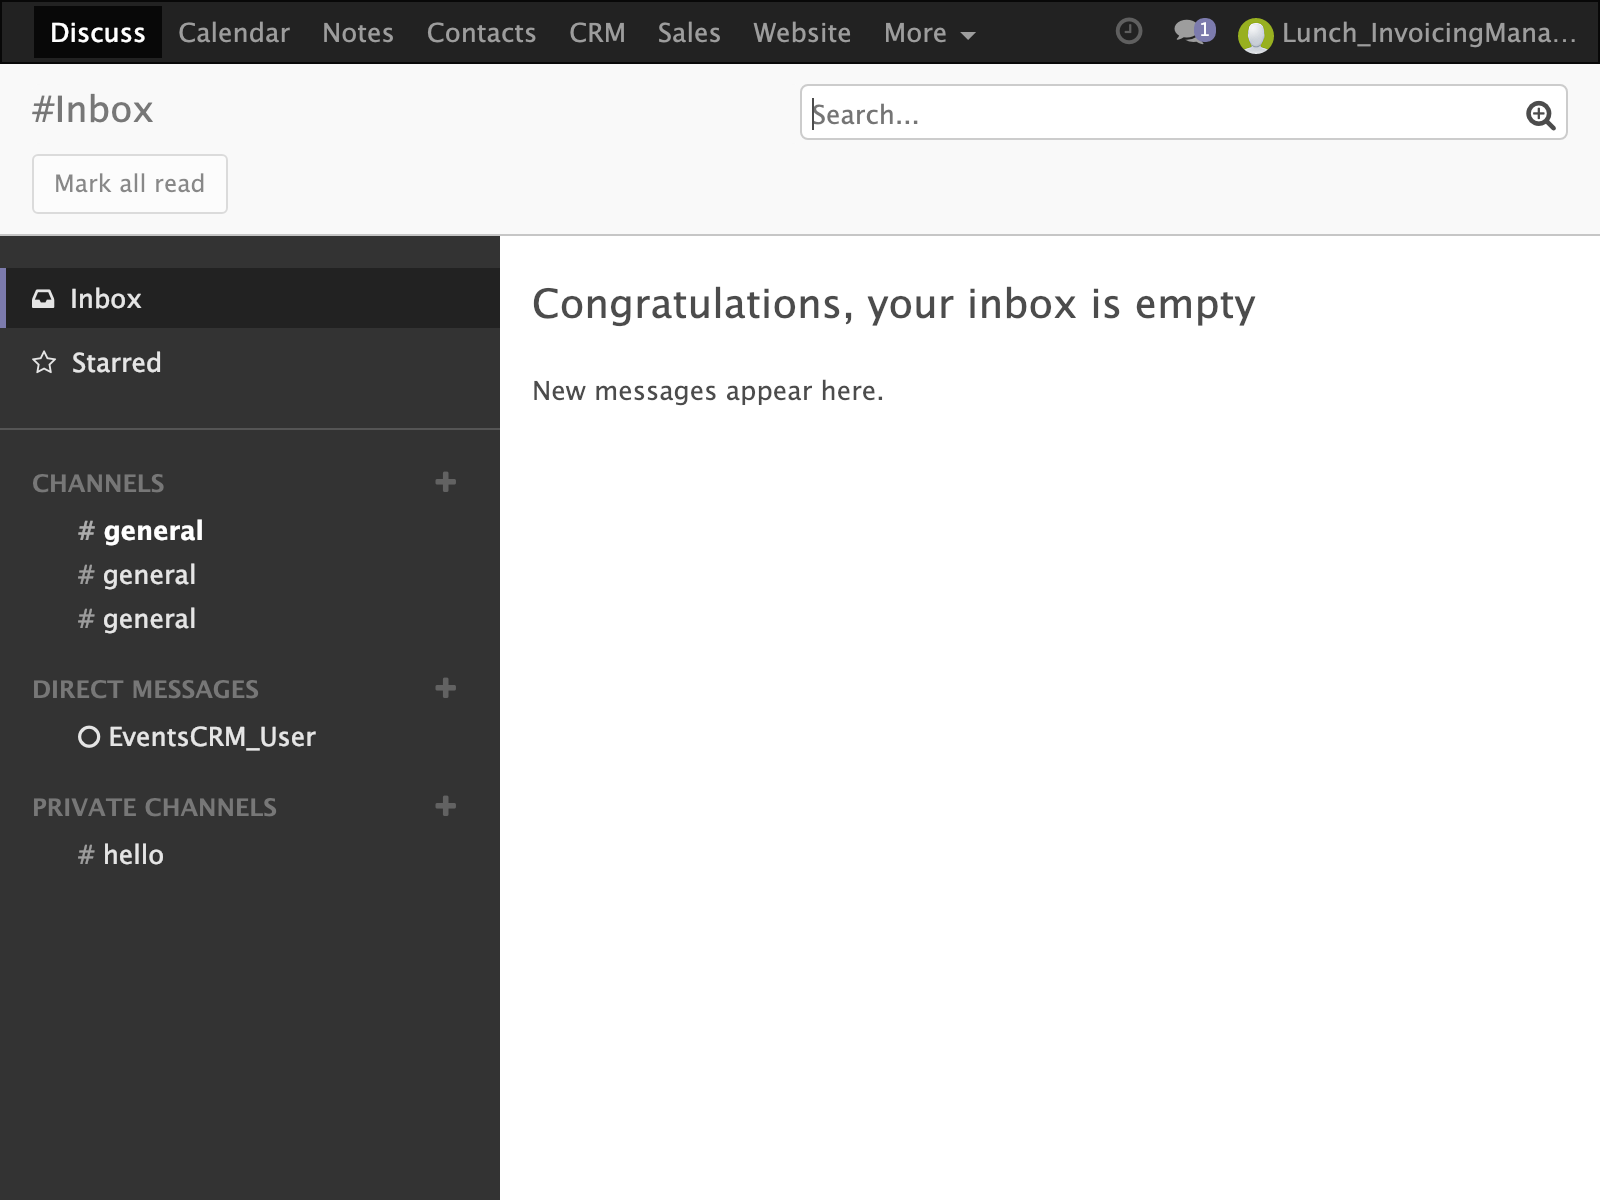 Discuss Calendar Notes Contacts CRM Sales Website More 1 Lunch_InvoicingMana...
#Inbox
Search...
Mark all read
Inbox
Starred
Congratulations, your inbox is empty
New messages appear here.
CHANNELS
# general
# general
# general
DIRECT MESSAGES
EventsCRM_User
PRIVATE CHANNELS
# hello